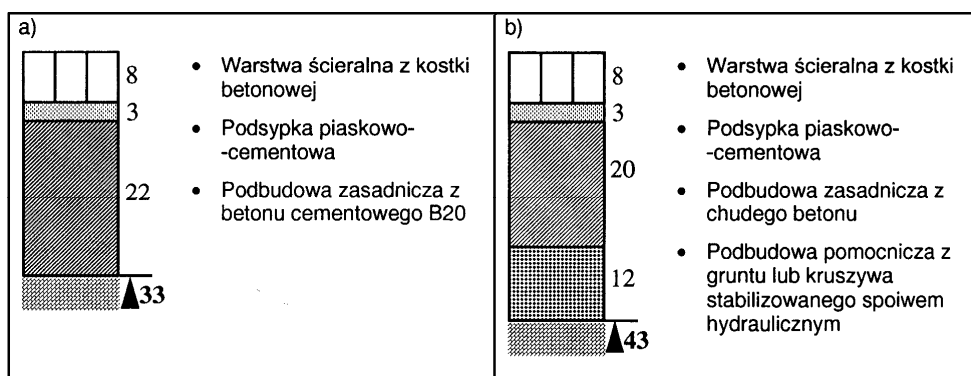 a)
8
3
22
33
• Warstwa ścieralna z kostki
betonowej
• Podsypka piaskowo-
-cementowa
• Podbudowa zasadnicza z
betonu cementowego B20
b)
8
3
20
12
43
• Warstwa ścieralna z kostki
betonowej
• Podsypka piaskowo-
-cementowa
• Podbudowa zasadnicza z
chudego betonu
• Podbudowa pomocnicza z
gruntu lub kruszywa
stabilizowanego spoiwem
hydraulicznym